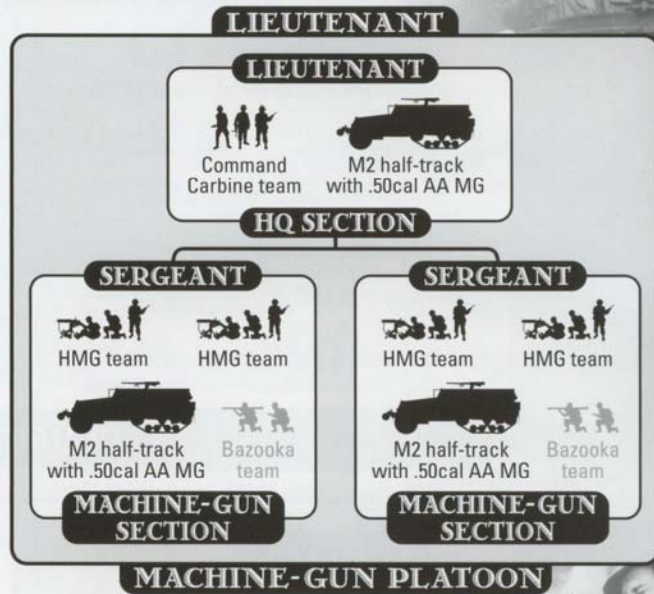 LIEUTENANT
LIEUTENANT
Command
Carbine team
M2 half-track
with .50cal AA MG
HQ SECTION
SERGEANT
HMG team
HMG team
M2 half-track
with .50cal AA MG
Bazooka
team
MACHINE-GUN
SECTION
SERGEANT
HMG team
HMG team
M2 half-track
with .50cal AA MG
Bazooka
team
MACHINE-GUN
SECTION
MACHINE-GUN PLATOON